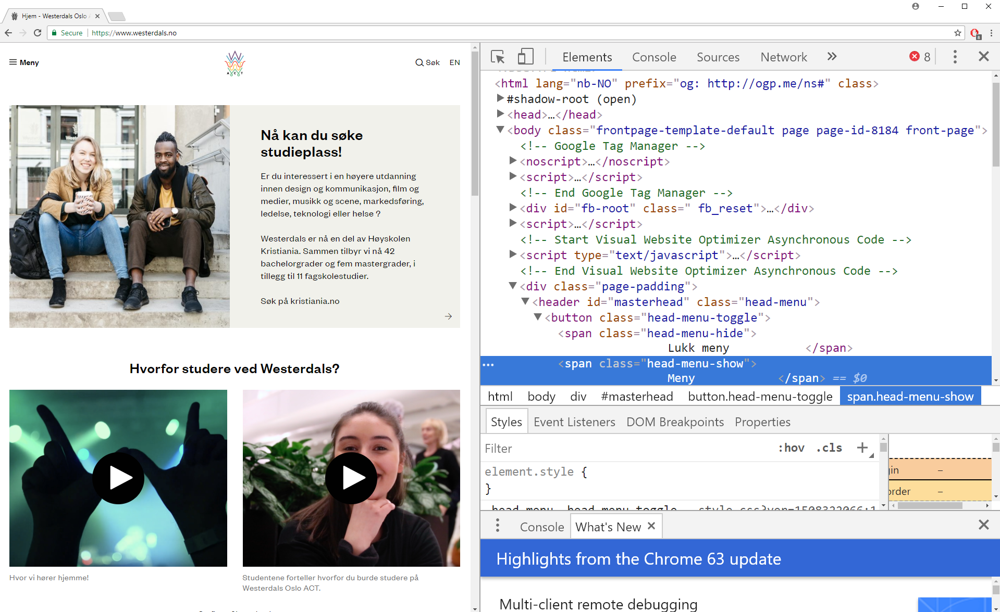 Hjem - Westerdals Oslo
Secure https://www.westerdals.no
8
Meny
A C T
Søk EN
Nå kan du søke
studieplass!
Er du interessert i en høyere utdanning
innen design og kommunikasjon, film og
medier, musikk og scene, markedsføring,
ledelse, teknologi eller helse ?
Westerdals er nå en del av Høyskolen
Kristiania. Sammen tilbyr vi nå 42
bachelorgrader og fem mastergrader, i
tillegg til 11 fagskolestudier.
Søk på kristiania.no
Hvorfor studere ved Westerdals?
Hvor vi hører hjemme!
Studentene forteller hvorfor du burde studere på
Westerdals Oslo ACT.
Elements Console Sources Network » 8
<html lang="nb-NO" prefix="og: http://ogp.me/ns#" class>
#shadow-root (open)
<head>…</head>
<body class="frontpage-template-default page page-id-8184 front-page">
<!-- Google Tag Manager -->
<noscript>…</noscript>
<script>…</script>
<!-- End Google Tag Manager -->
<div id="fb-root" class=" fb_reset">…</div>
<script>…</script>
<!-- Start Visual Website Optimizer Asynchronous Code -->
<script type="text/javascript">…</script>
<!-- End Visual Website Optimizer Asynchronous Code -->
<div class="page-padding">
<header id="masterhead" class="head-menu">
<button class="head-menu-toggle">
<span class="head-menu-hide">
Lukk meny </span>
<span class="head-menu-show">
Meny </span> == $0
html body div #masterhead button.head-menu-toggle span.head-menu-show
Styles Event Listeners DOM Breakpoints Properties
Filter :hov .cls +
element.style {
}
.head-menu .head-menu-toggle style.css?ver=1508322066:1
gin –
order –
Console What's New
Highlights from the Chrome 63 update
Multi-client remote debugging